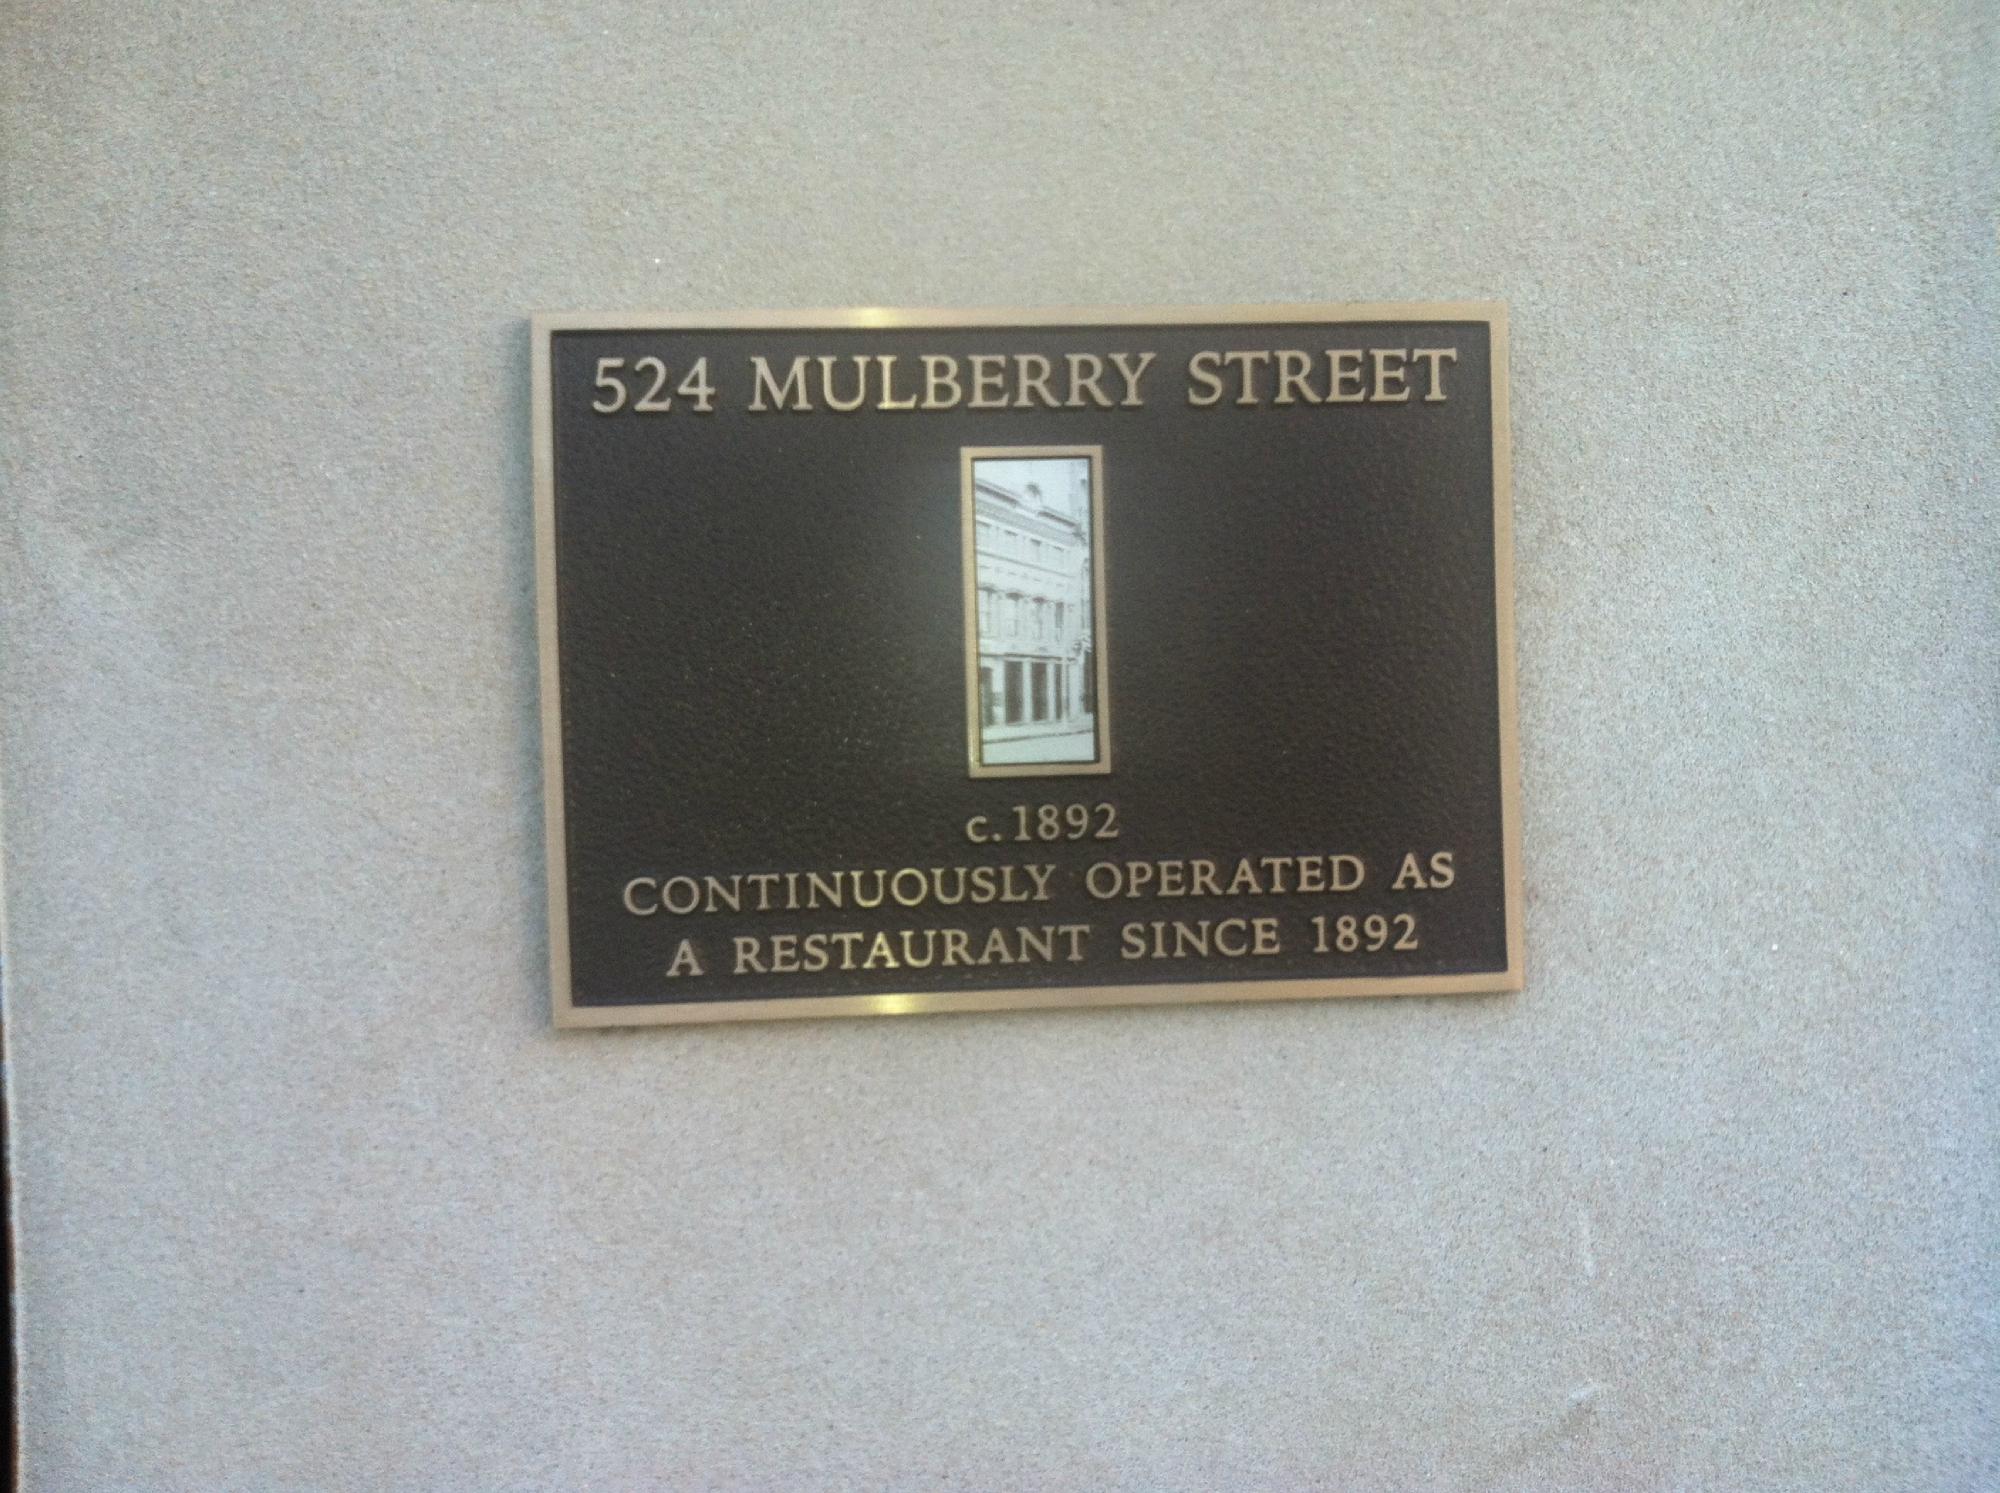 524 MULBERRY STREET
c. 1892
CONTINUOUSLY OPERATED AS
A RESTAURANT SINCE 1892